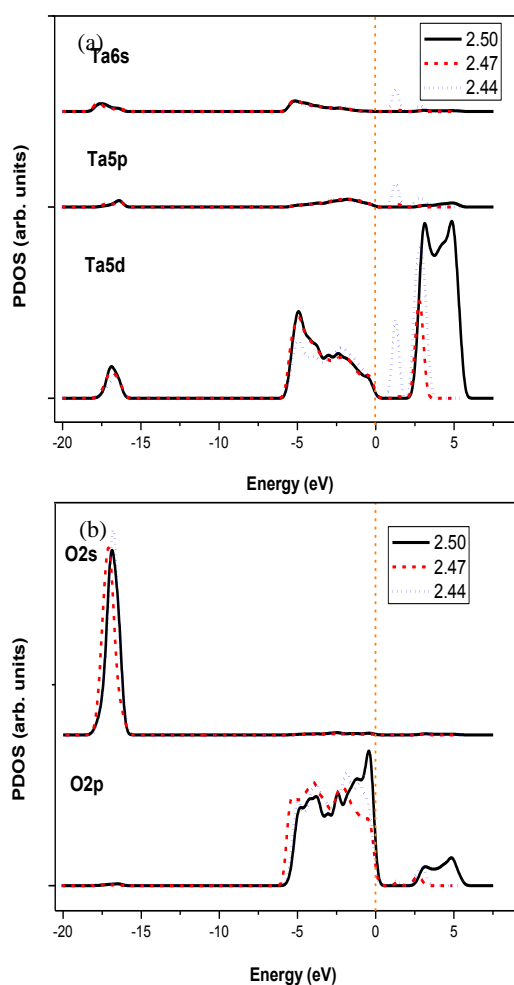 (a)
Ta6s
2.50
2.47
2.44
Ta5p
Ta5d
PDOS (arb. units)
-20 -15 -10 -5 0 5
Energy (eV)
(b)
O2s
2.50
2.47
2.44
O2p
PDOS (arb. units)
-20 -15 -10 -5 0 5
Energy (eV)